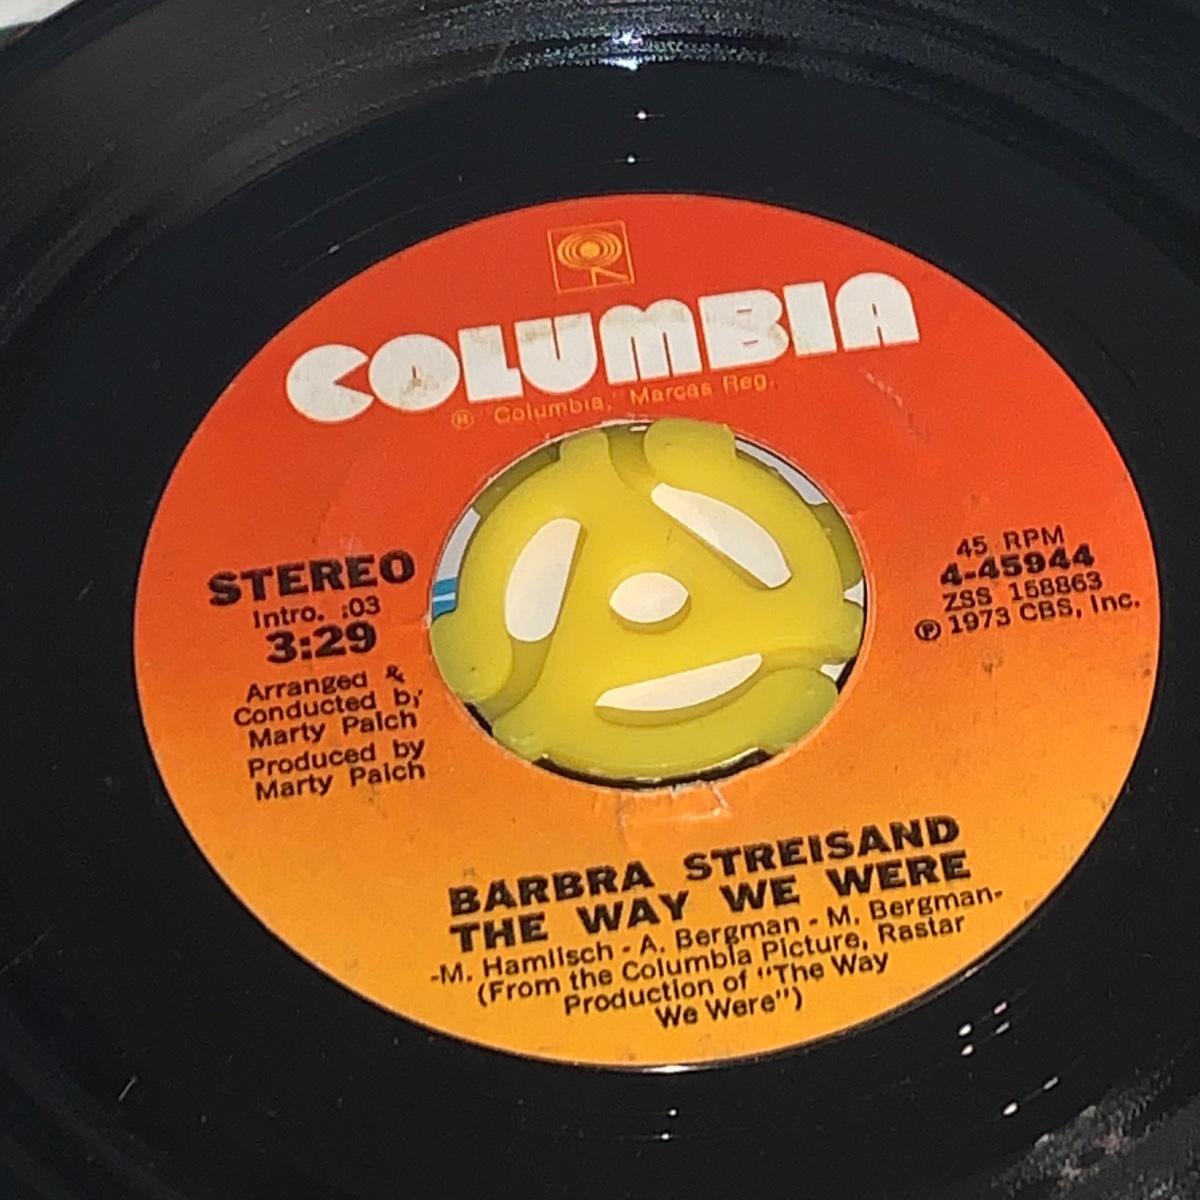 COLUMBIA
® "Columbia," Marcas Reg.
STEREO
Intro. :03
3:29
Arranged &
Conducted by
Marty Paich
Produced by
Marty Paich
45 RPM
4-45944
ZSS 158863
℗ 1973 CBS, Inc.
BARBRA STREISAND
THE WAY WE WERE
-M. Hamlisch - A. Bergman - M. Bergman-
(From the Columbia Picture, Rastar
Production of "The Way
We Were")